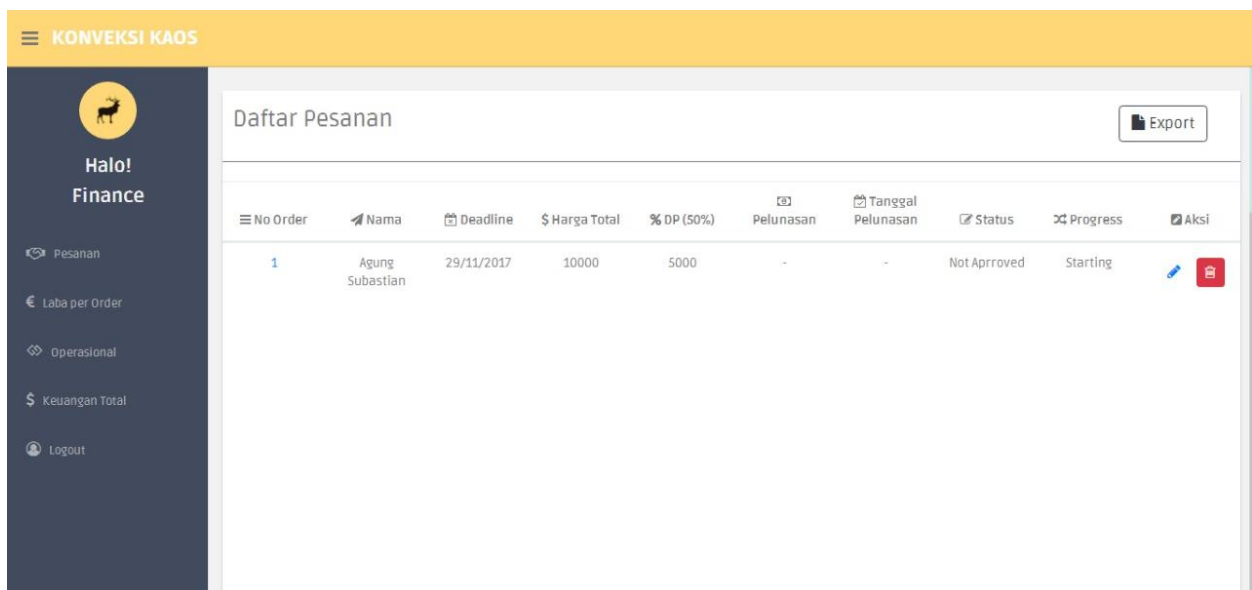 KONVEKSI KAOS
Halo!
Finance
Pesanan
€ Laba per Order
Operasional
$ Keuangan Total
Logout
Daftar Pesanan
Export
No Order Nama Deadline $ Harga Total % DP (50%) Pelunasan Tanggal Pelunasan Status Progress Aksi
1 Agung Subastian 29/11/2017 10000 5000 - - Not Aprroved Starting